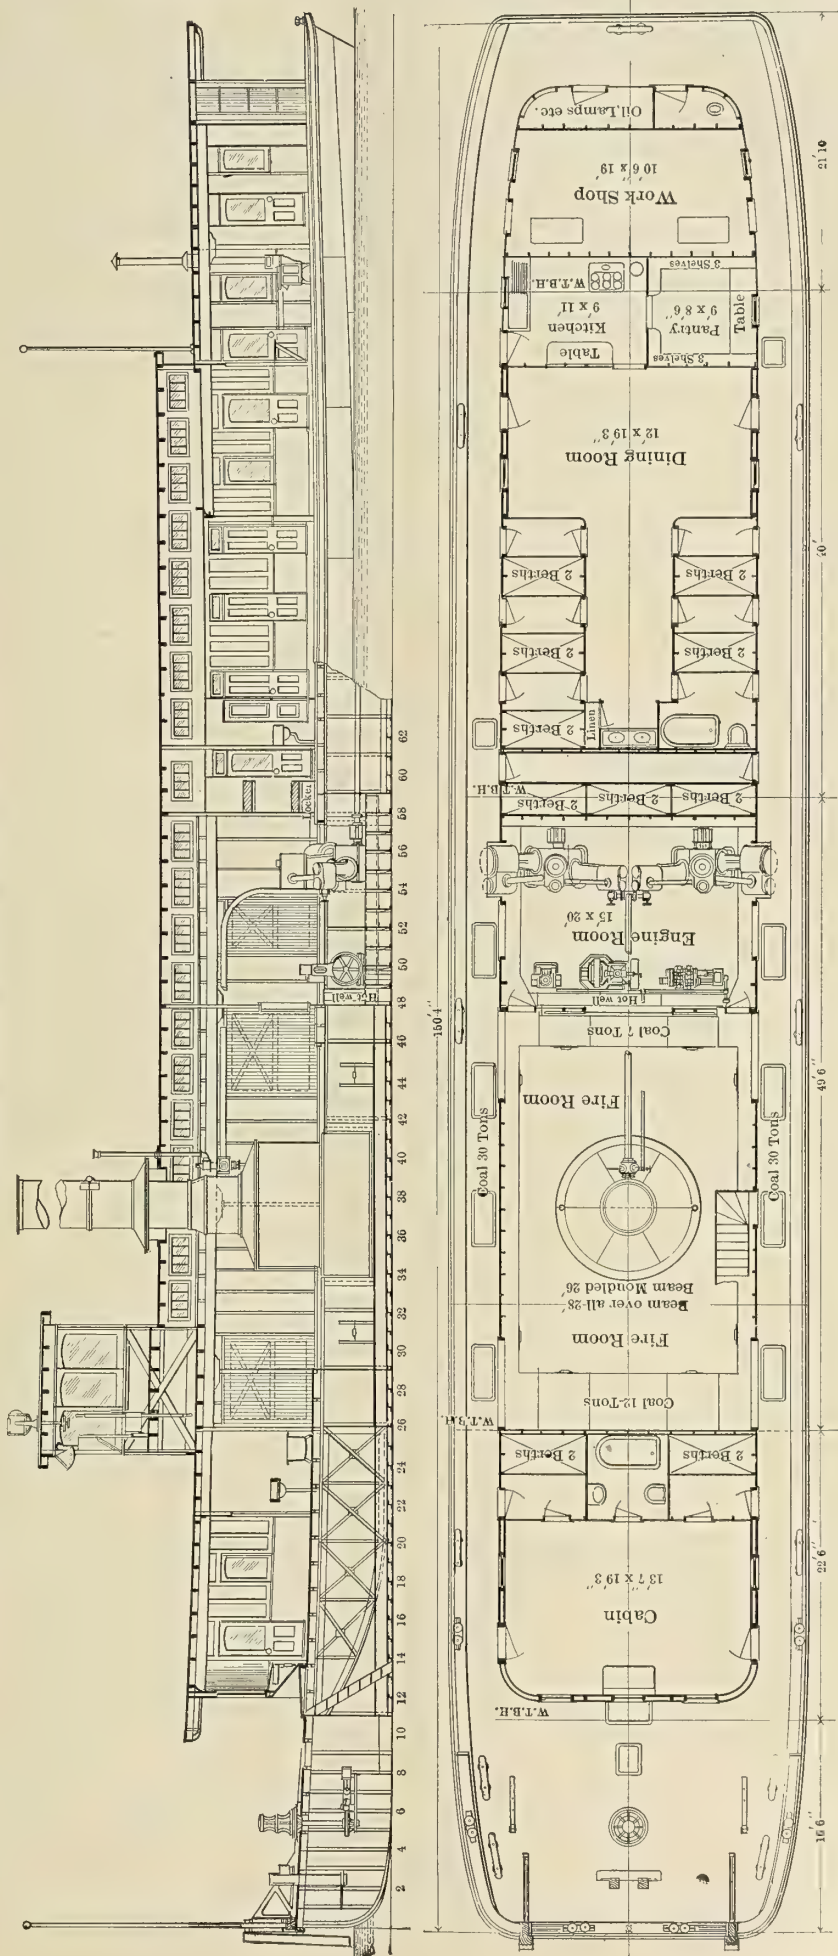 Locker
Hot well
2 4 6 8 10 12 14 16 18 20 22 24 26 28 30 32 34 36 38 40 42 44 46 48 50 52 54 56 58 60 62
Oil, Lamps etc.
Work Shop
10' 6" x 19'
21' 10"
3 Shelves
W.T.B.H.
Kitchen
9' x 11'
Table
Pantry
9' x 8' 6"
Table
3 Shelves
Dining Room
12' x 19' 3"
40'
2 Berths
2 Berths
2 Berths
2 Berths
2 Berths
Linen
W.T.B.H.
2 Berths
2 Berths
2 Berths
Engine Room
15' x 20'
Hot well
150' 4"
Coal 7 Tons
Fire Room
Coal 30 Tons
Coal 30 Tons
49' 6"
Beam Moulded 26'
Beam over all-28'
Fire Room
Coal 12-Tons
W.T.B.H.
2 Berths
2 Berths
Cabin
13' 7" x 19' 3"
22' 6"
W.T.B.H.
16' 6"